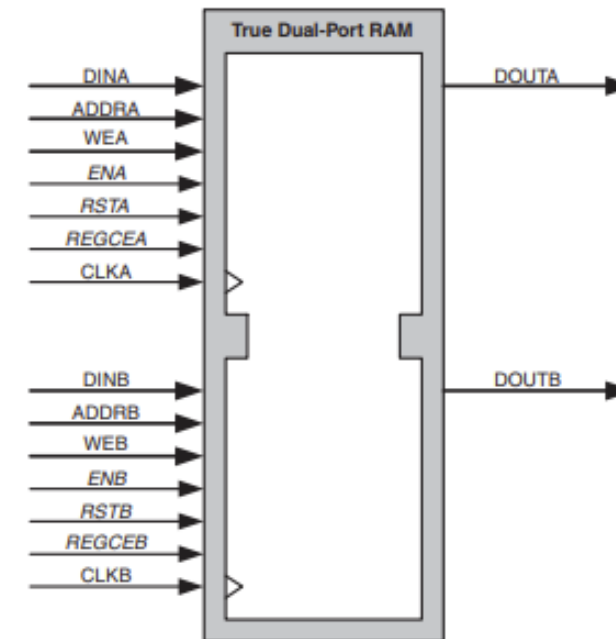 True Dual-Port RAM
DINA
DOUTA
ADDRA
WEA
ENA
RSTA
REGCEA
CLKA
DINB
DOUTB
ADDRB
WEB
ENB
RSTB
REGCEB
CLKB